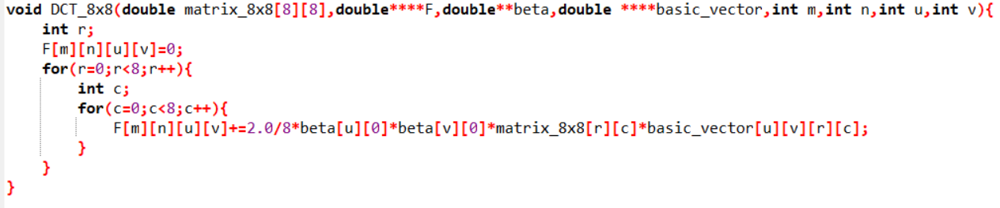 void DCT_8x8(double matrix_8x8[8][8],double****F,double**beta,double ****basic_vector,int m,int n,int u,int v){
    int r;
    F[m][n][u][v]=0;
    for(r=0;r<8;r++){
        int c;
        for(c=0;c<8;c++){
            F[m][n][u][v]+=2.0/8*beta[u][0]*beta[v][0]*matrix_8x8[r][c]*basic_vector[u][v][r][c];
        }
    }
}